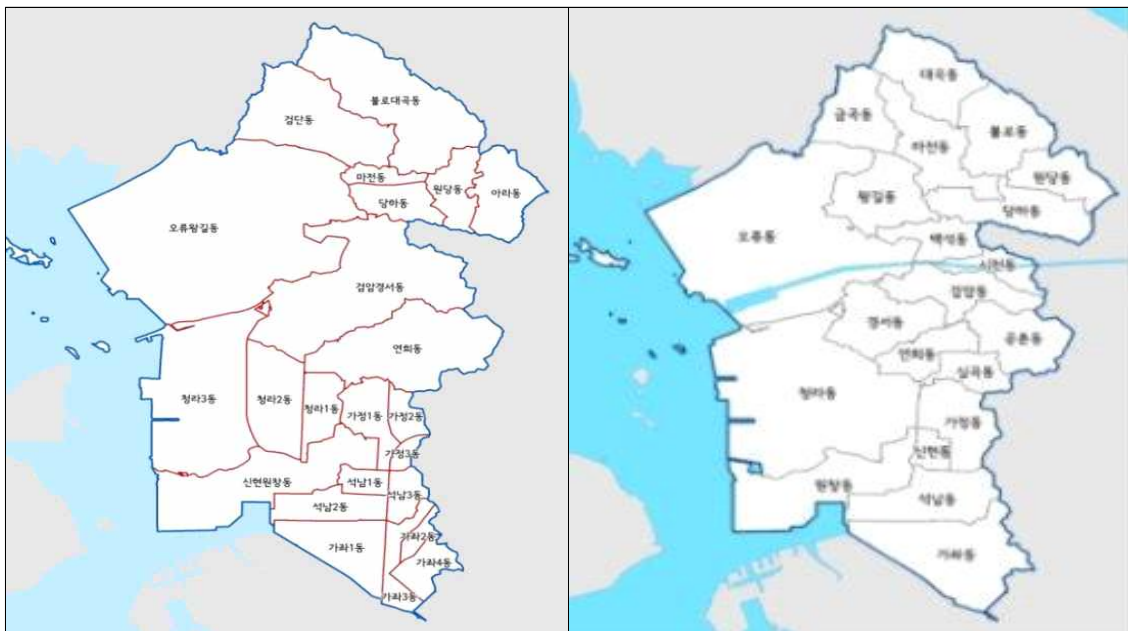 불로대곡동
검단동
마전동
원당동
아라동
당하동
오류왕길동
검암경서동
연희동
청라3동
청라2동
청라1동
가정1동
가정2동
가정3동
신현원창동
석남1동
석남3동
석남2동
가좌1동
가좌2동
가좌4동
가좌3동
대곡동
금곡동
불로동
마전동
원당동
왕길동
당하동
오류동
백석동
시천동
검암동
경서동
공촌동
연희동
심곡동
청라동
가정동
신현동
원창동
석남동
가좌동